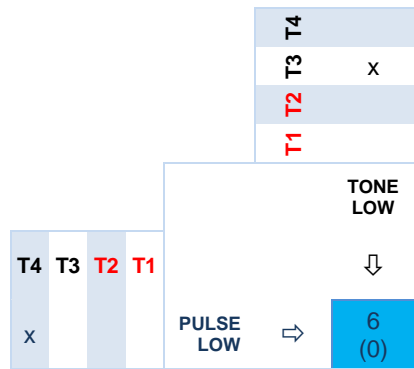 T4
T3 x
T2
T1
TONE
LOW
⇩
T4 T3 T2 T1
x
PULSE
LOW
⇨
6
(0)